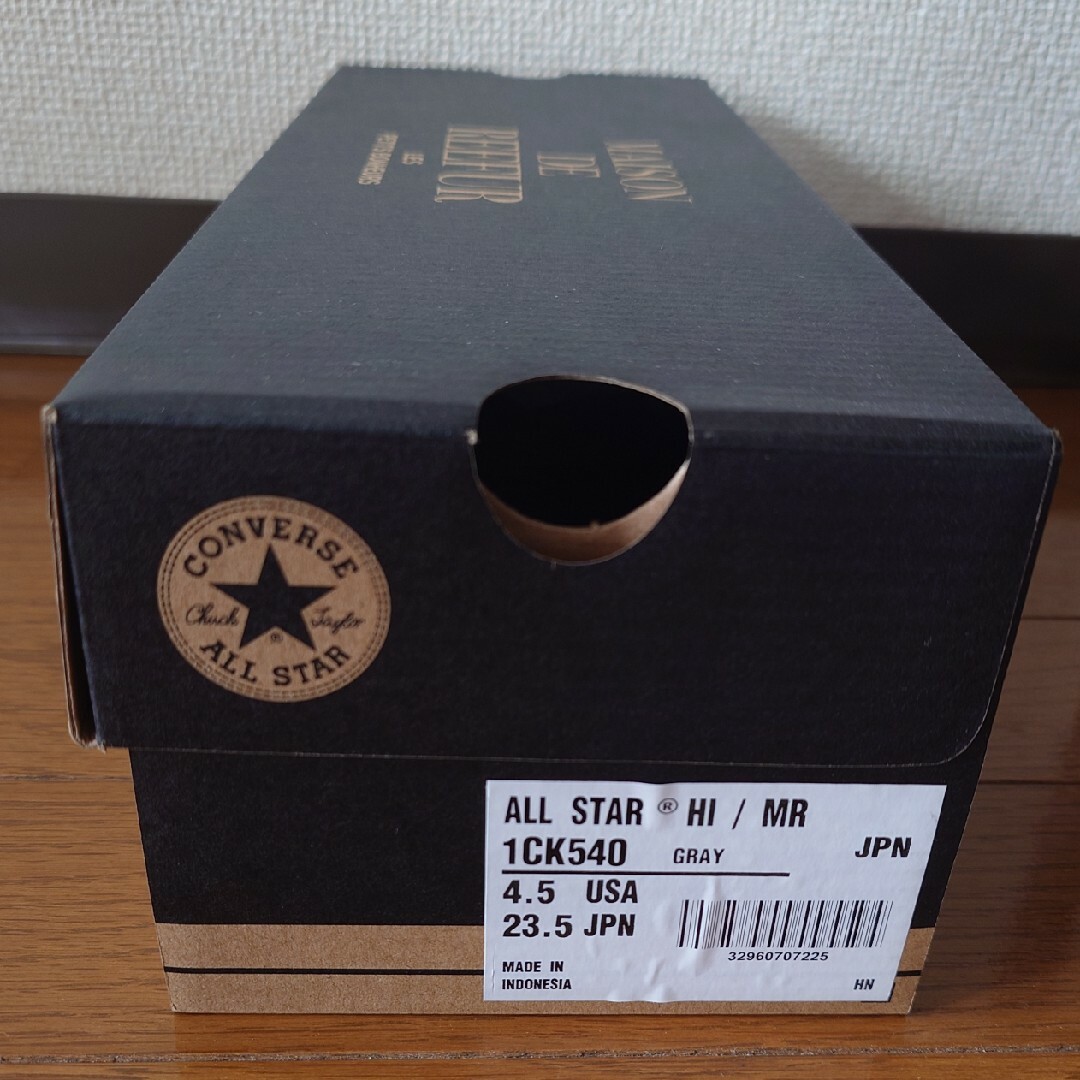 MAISON
DE
REEFUR
CONVERSE
Chuck Taylor
®
ALL STAR
ALL STAR ® HI / MR
1CK540 GRAY JPN
4.5 USA
23.5 JPN
32960707225
MADE IN
INDONESIA
HN